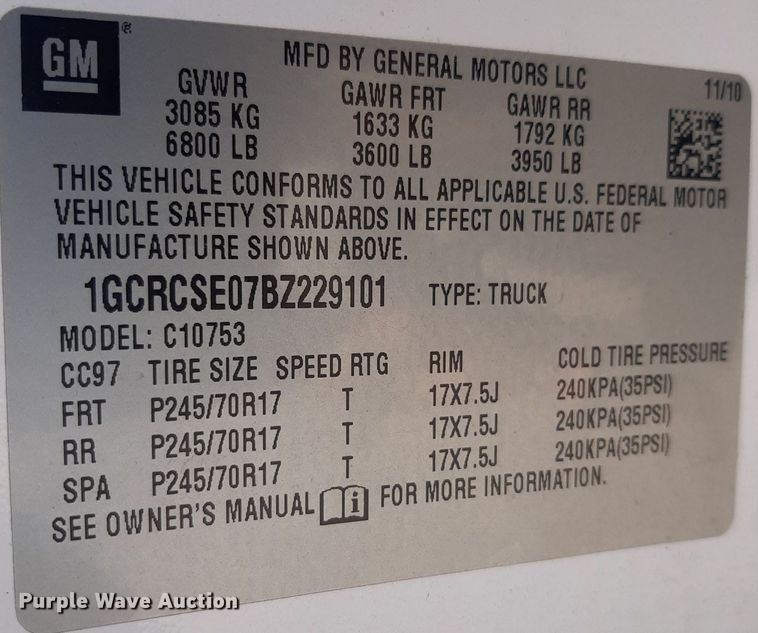 GM®
MFD BY GENERAL MOTORS LLC 11/10
GVWR GAWR FRT GAWR RR
3085 KG 1633 KG 1792 KG
6800 LB 3600 LB 3950 LB
THIS VEHICLE CONFORMS TO ALL APPLICABLE U.S. FEDERAL MOTOR
VEHICLE SAFETY STANDARDS IN EFFECT ON THE DATE OF
MANUFACTURE SHOWN ABOVE.
1GCRCSE07BZ229101 TYPE: TRUCK
MODEL: C10753
CC97 TIRE SIZE SPEED RTG RIM COLD TIRE PRESSURE
FRT P245/70R17 T 17X7.5J 240KPA(35PSI)
RR P245/70R17 T 17X7.5J 240KPA(35PSI)
SPA P245/70R17 T 17X7.5J 240KPA(35PSI)
SEE OWNER'S MANUAL i FOR MORE INFORMATION.
Purple Wave Auction